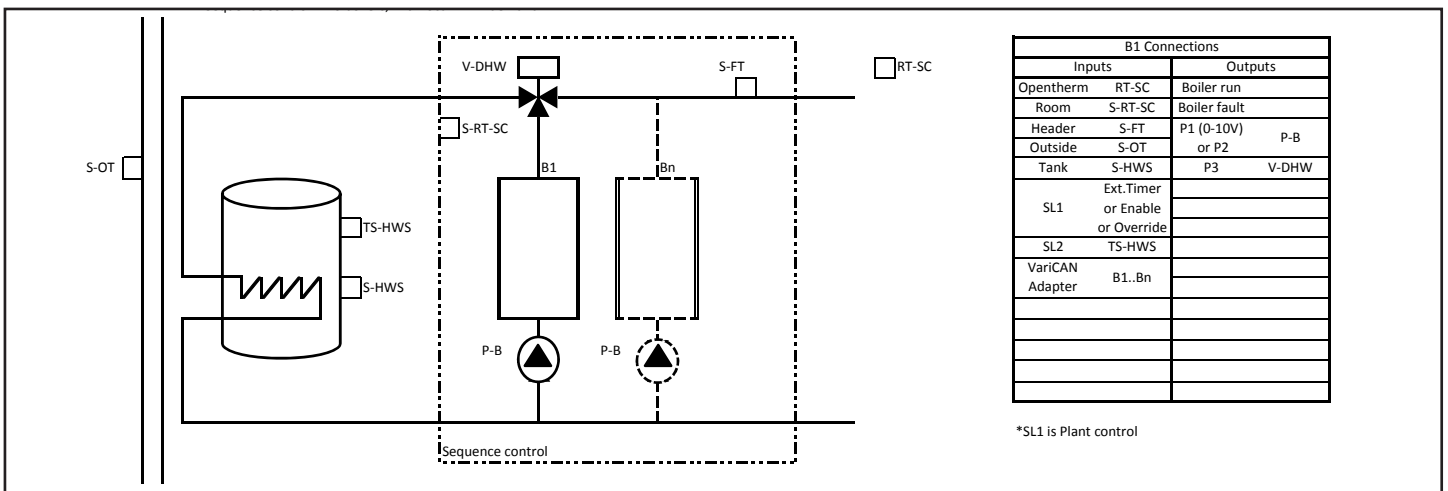 V-DHW
S-FT
RT-SC
S-RT-SC
S-OT
B1
Bn
TS-HWS
S-HWS
P-B
P-B
Sequence control
B1 Connections
Inputs Outputs
Opentherm RT-SC Boiler run
Room S-RT-SC Boiler fault
Header S-FT P1 (0-10V)
P-B
Outside S-OT or P2
Tank S-HWS P3 V-DHW
Ext.Timer
SL1 or Enable
or Override
SL2 TS-HWS
VariCAN
B1..Bn
Adapter
*SL1 is Plant control